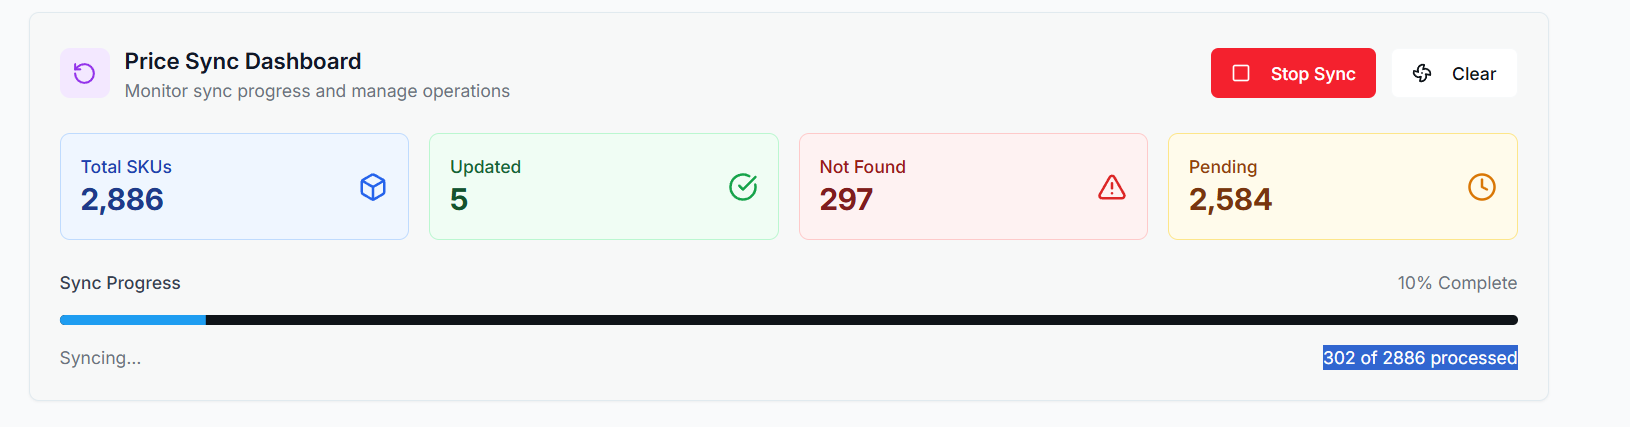 Price Sync Dashboard
Monitor sync progress and manage operations
Stop Sync
Clear
Total SKUs
2,886
Updated
5
Not Found
297
Pending
2,584
Sync Progress
10% Complete
Syncing...
302 of 2886 processed